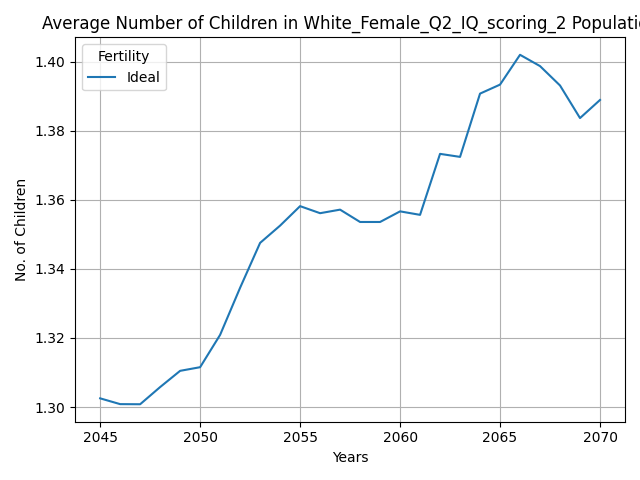 Average Number of Children in White_Female_Q2_IQ_scoring_2 Populatio
Fertility
Ideal
No. of Children
1.40
1.38
1.36
1.34
1.32
1.30
2045 2050 2055 2060 2065 2070
Years